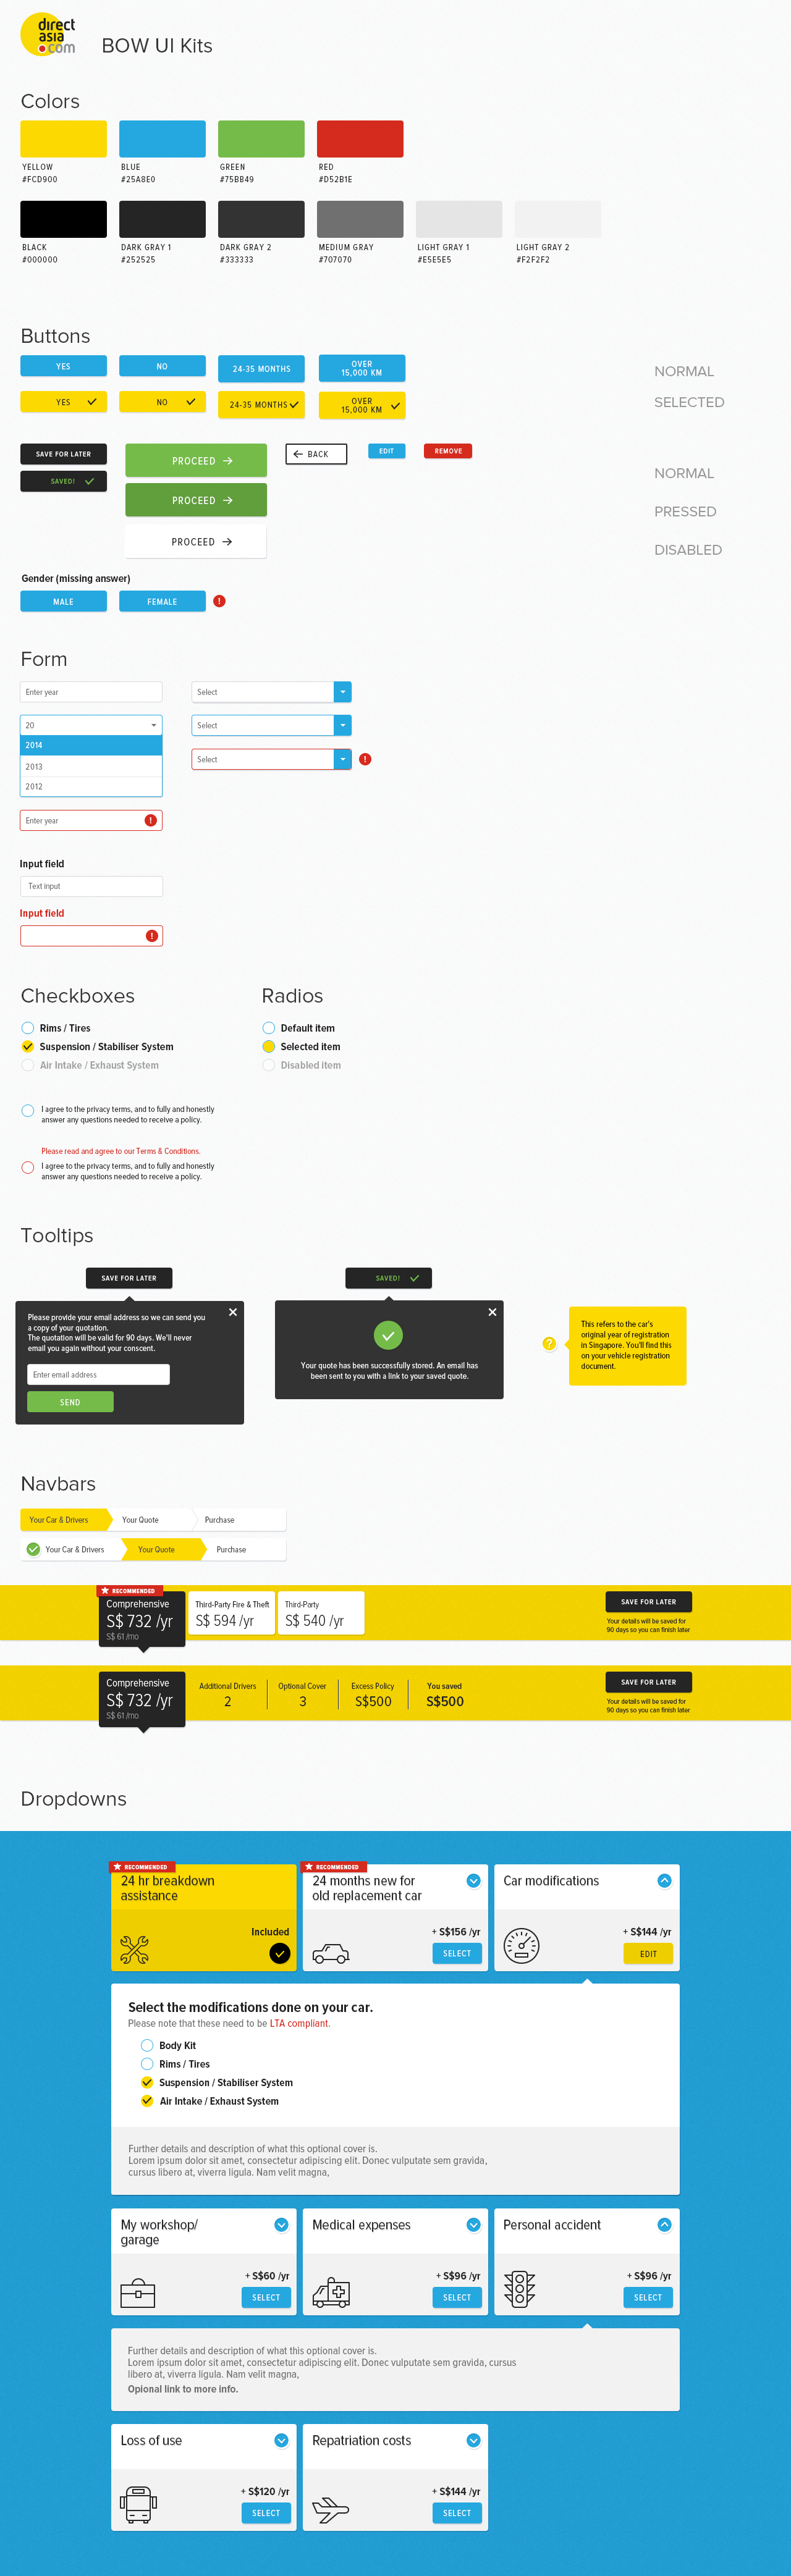 direct
asia
.com
BOW UI Kits
Colors
YELLOW
#FCD900
BLUE
#25A8E0
GREEN
#75BB49
RED
#D52B1E
BLACK
#000000
DARK GRAY 1
#252525
DARK GRAY 2
#333333
MEDIUM GRAY
#707070
LIGHT GRAY 1
#E5E5E5
LIGHT GRAY 2
#F2F2F2
Buttons
YES
NO
24-35 MONTHS
OVER
15,000 KM
NORMAL
YES
NO
24-35 MONTHS
OVER
15,000 KM
SELECTED
SAVE FOR LATER
PROCEED
BACK
EDIT
REMOVE
NORMAL
SAVED!
PROCEED
PRESSED
PROCEED
DISABLED
Gender (missing answer)
MALE
FEMALE
!
Form
Enter year
Select
20
Select
2014
2013
2012
Select
!
Enter year
!
Input field
Text input
Input field
!
Checkboxes
Rims / Tires
Suspension / Stabiliser System
Air Intake / Exhaust System
Radios
Default item
Selected item
Disabled item
I agree to the privacy terms, and to fully and honestly
answer any questions needed to receive a policy.
Please read and agree to our Terms & Conditions.
I agree to the privacy terms, and to fully and honestly
answer any questions needed to receive a policy.
Tooltips
SAVE FOR LATER
Please provide your email address so we can send you
a copy of your quotation.
The quotation will be valid for 90 days. We'll never
email you again without your conscent.
Enter email address
SEND
SAVED!
Your quote has been successfully stored. An email has
been sent to you with a link to your saved quote.
?
This refers to the car's
original year of registration
in Singapore. You'll find this
on your vehicle registration
document.
Navbars
Your Car & Drivers
Your Quote
Purchase
Your Car & Drivers
Your Quote
Purchase
RECOMMENDED
Comprehensive
S$ 732 /yr
S$ 61 /mo
Third-Party Fire & Theft
S$ 594 /yr
Third-Party
S$ 540 /yr
SAVE FOR LATER
Your details will be saved for
90 days so you can finish later
Comprehensive
S$ 732 /yr
S$ 61 /mo
Additional Drivers
2
Optional Cover
3
Excess Policy
S$500
You saved
S$500
SAVE FOR LATER
Your details will be saved for
90 days so you can finish later
Dropdowns
RECOMMENDED
24 hr breakdown
assistance
Included
RECOMMENDED
24 months new for
old replacement car
+ S$156 /yr
SELECT
Car modifications
+ S$144 /yr
EDIT
Select the modifications done on your car.
Please note that these need to be LTA compliant.
Body Kit
Rims / Tires
Suspension / Stabiliser System
Air Intake / Exhaust System
Further details and description of what this optional cover is.
Lorem ipsum dolor sit amet, consectetur adipiscing elit. Donec vulputate sem gravida,
cursus libero at, viverra ligula. Nam velit magna,
My workshop/
garage
+ S$60 /yr
SELECT
Medical expenses
+ S$96 /yr
SELECT
Personal accident
+ S$96 /yr
SELECT
Further details and description of what this optional cover is.
Lorem ipsum dolor sit amet, consectetur adipiscing elit. Donec vulputate sem gravida, cursus
libero at, viverra ligula. Nam velit magna,
Opional link to more info.
Loss of use
+ S$120 /yr
SELECT
Repatriation costs
+ S$144 /yr
SELECT